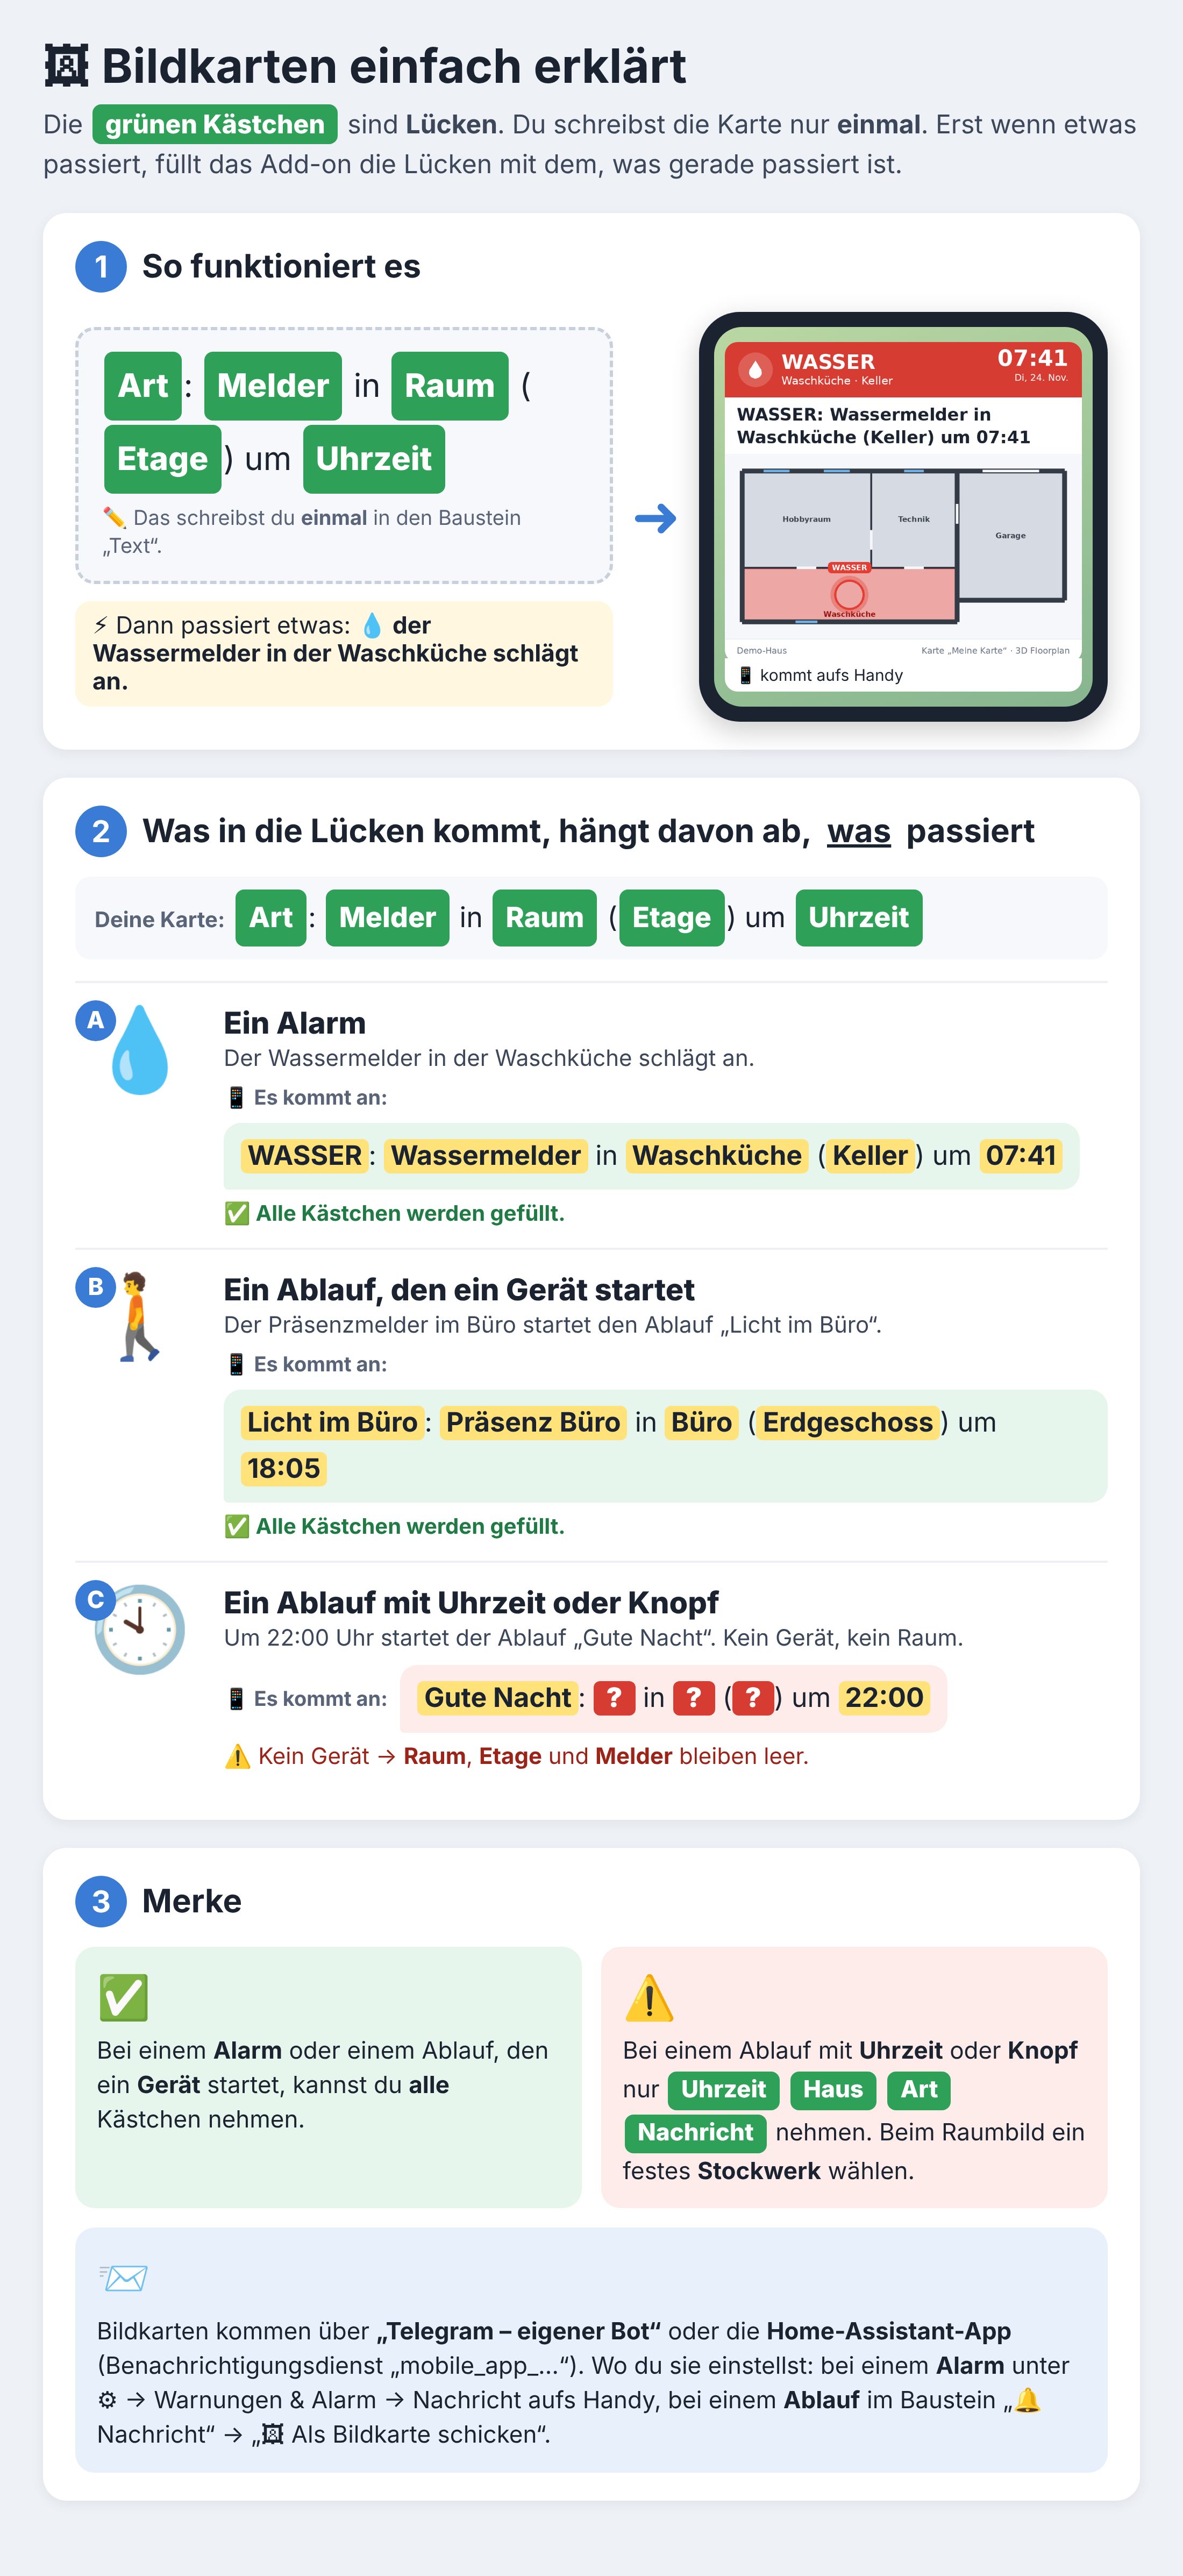 🖼 Bildkarten einfach erklärt
Die grünen Kästchen sind Lücken. Du schreibst die Karte nur einmal. Erst wenn etwas
passiert, füllt das Add-on die Lücken mit dem, was gerade passiert ist.
1 So funktioniert es
Art: Melder in Raum (
Etage) um Uhrzeit
✏️ Das schreibst du einmal in den Baustein
„Text“.
⚡ Dann passiert etwas: 💧 der
Wassermelder in der Waschküche schlägt
an.
➜
WASSER
Waschküche · Keller
07:41
Di, 24. Nov.
WASSER: Wassermelder in
Waschküche (Keller) um 07:41
Hobbyraum
Technik
Garage
WASSER
Waschküche
Demo-Haus
Karte „Meine Karte“ · 3D Floorplan
📱 kommt aufs Handy
2 Was in die Lücken kommt, hängt davon ab, was passiert
Deine Karte: Art: Melder in Raum (Etage) um Uhrzeit
A
Ein Alarm
Der Wassermelder in der Waschküche schlägt an.
📱 Es kommt an:
WASSER: Wassermelder in Waschküche (Keller) um 07:41
✅ Alle Kästchen werden gefüllt.
B
Ein Ablauf, den ein Gerät startet
Der Präsenzmelder im Büro startet den Ablauf „Licht im Büro“.
📱 Es kommt an:
Licht im Büro: Präsenz Büro in Büro (Erdgeschoss) um
18:05
✅ Alle Kästchen werden gefüllt.
C
Ein Ablauf mit Uhrzeit oder Knopf
Um 22:00 Uhr startet der Ablauf „Gute Nacht“. Kein Gerät, kein Raum.
📱 Es kommt an: Gute Nacht: ? in ? (?) um 22:00
⚠️ Kein Gerät → Raum, Etage und Melder bleiben leer.
3 Merke
✅
Bei einem Alarm oder einem Ablauf, den
ein Gerät startet, kannst du alle
Kästchen nehmen.
⚠️
Bei einem Ablauf mit Uhrzeit oder Knopf
nur Uhrzeit Haus Art
Nachricht nehmen. Beim Raumbild ein
festes Stockwerk wählen.
📨
Bildkarten kommen über „Telegram – eigener Bot“ oder die Home-Assistant-App
(Benachrichtigungsdienst „mobile_app_…“). Wo du sie einstellst: bei einem Alarm unter
⚙ → Warnungen & Alarm → Nachricht aufs Handy, bei einem Ablauf im Baustein „🔔
Nachricht“ → „🖼 Als Bildkarte schicken“.